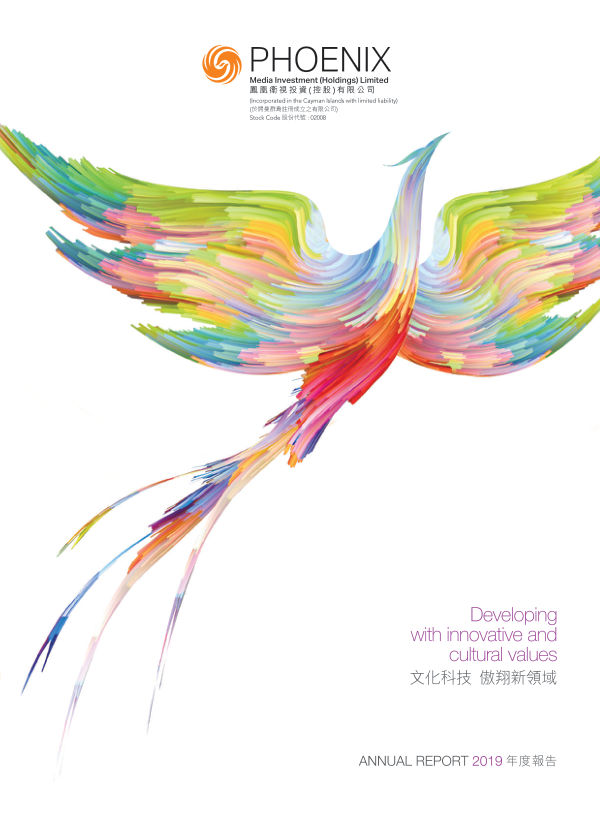 PHOENIX
Media Investment (Holdings) Limited
鳳凰衛視投資(控股)有限公司
(Incorporated in the Cayman Islands with limited liability)
(於開曼群島註冊成立之有限公司)
Stock Code 股份代號 : 02008
Developing
with innovative and
cultural values
文化科技 傲翔新領域
ANNUAL REPORT 2019 年度報告